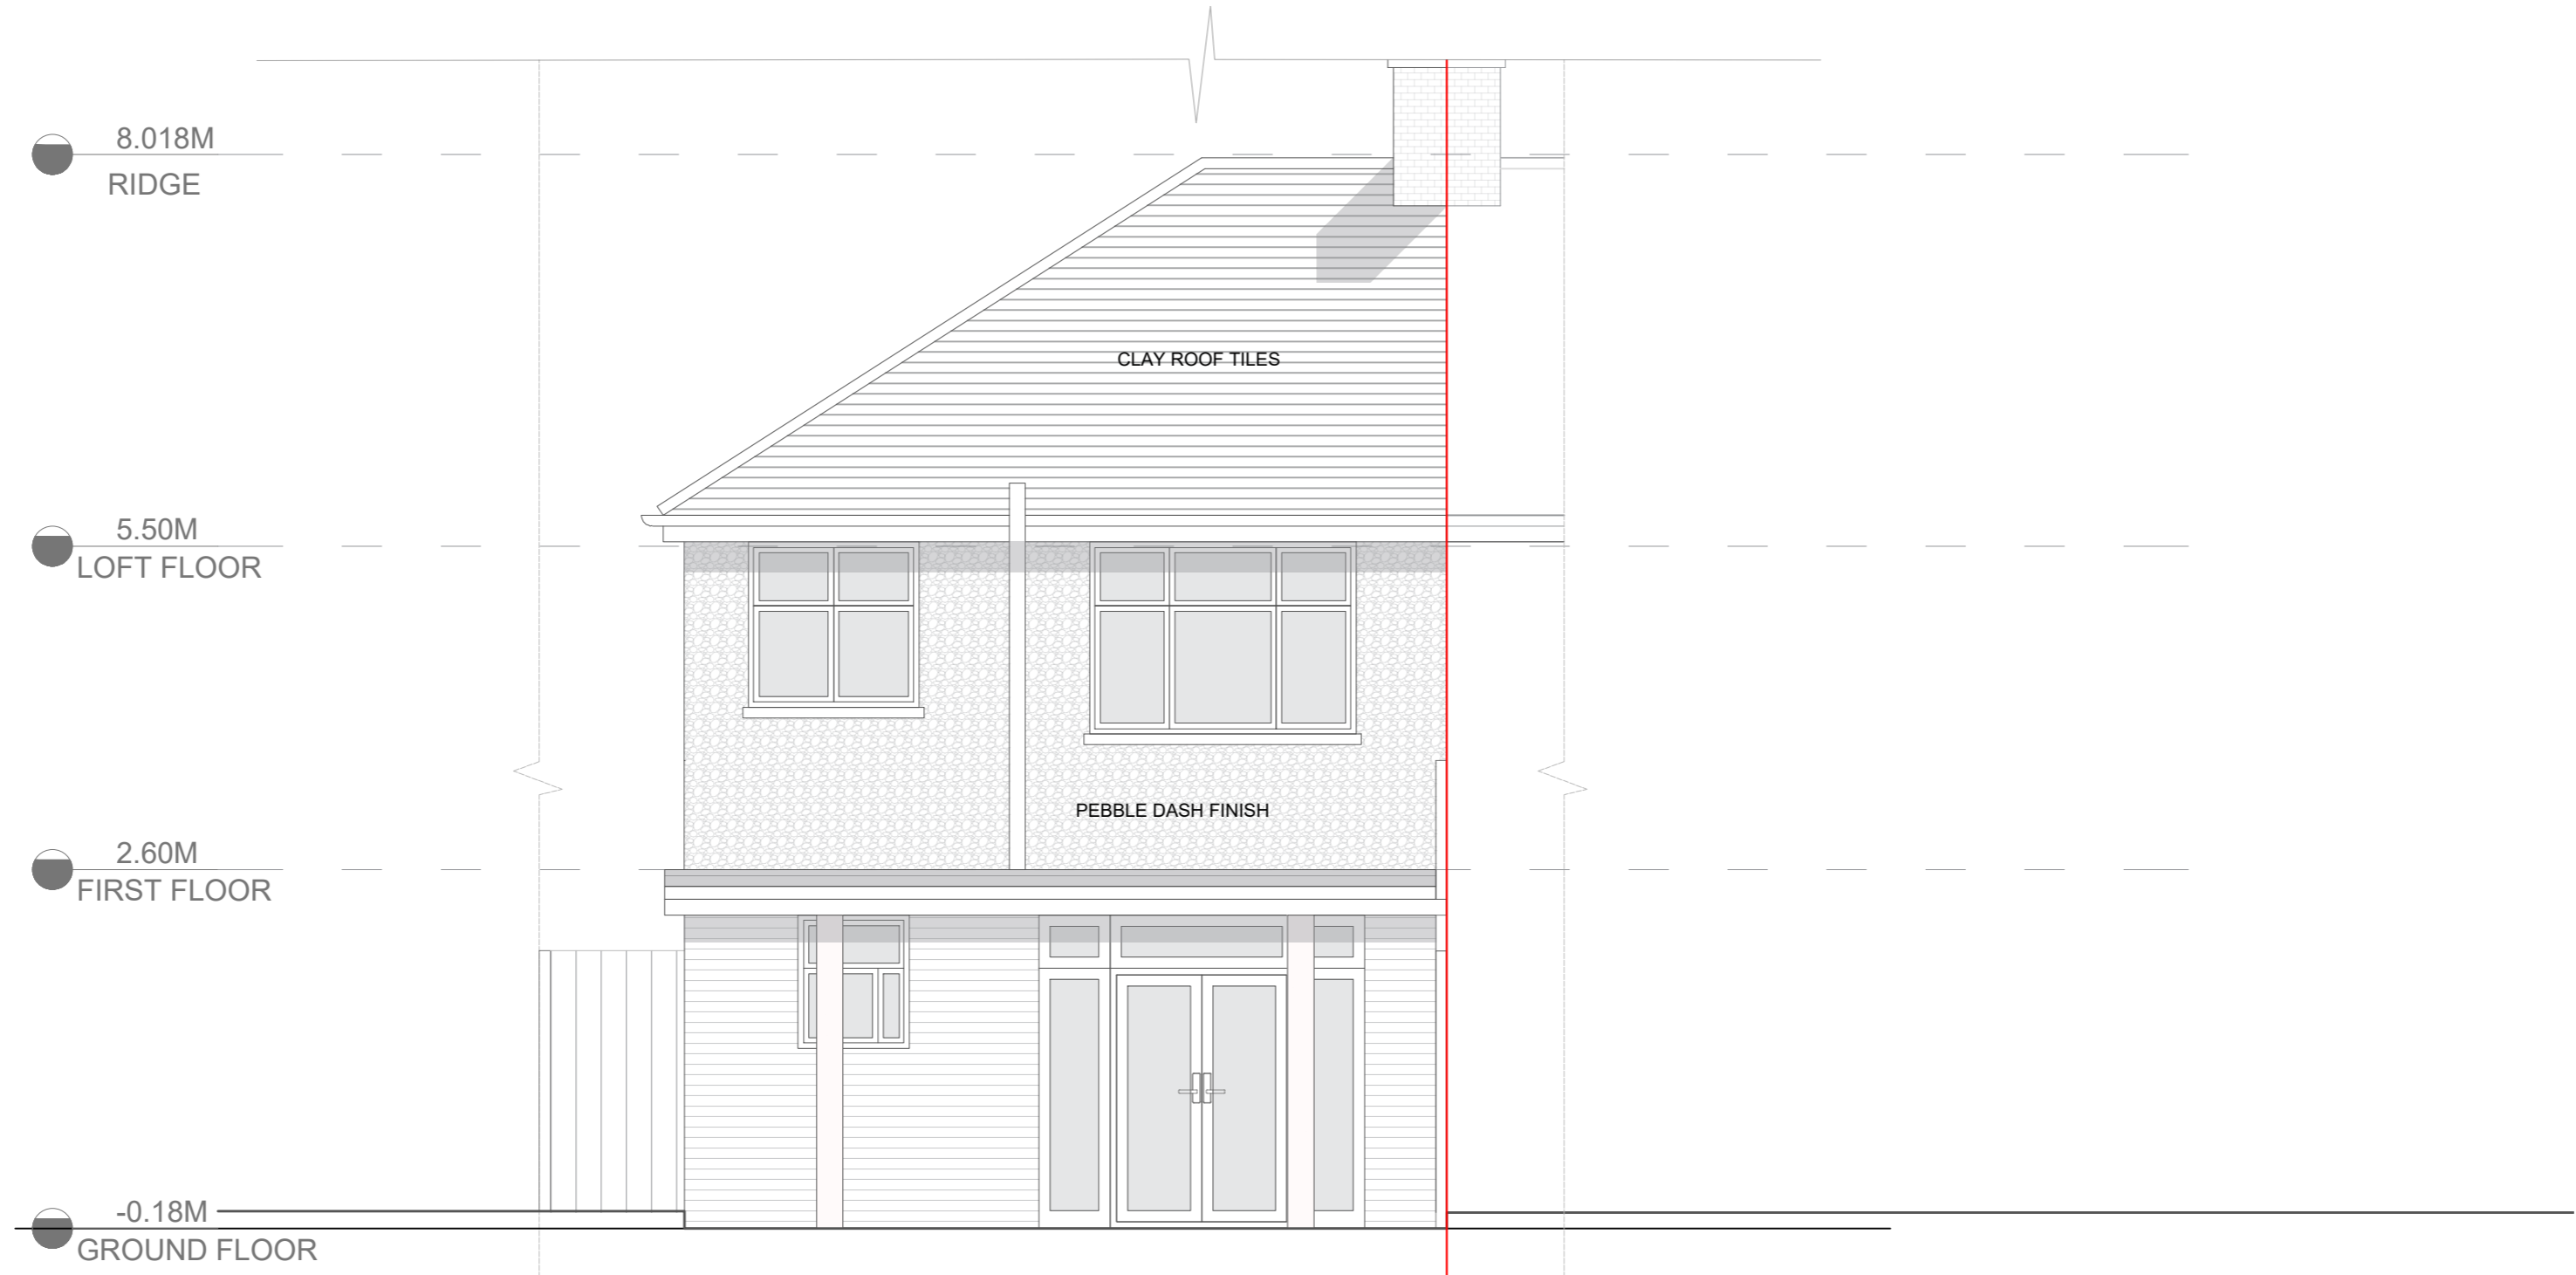 8.018M
RIDGE
CLAY ROOF TILES
5.50M
LOFT FLOOR
PEBBLE DASH FINISH
2.60M
FIRST FLOOR
-0.18M
GROUND FLOOR